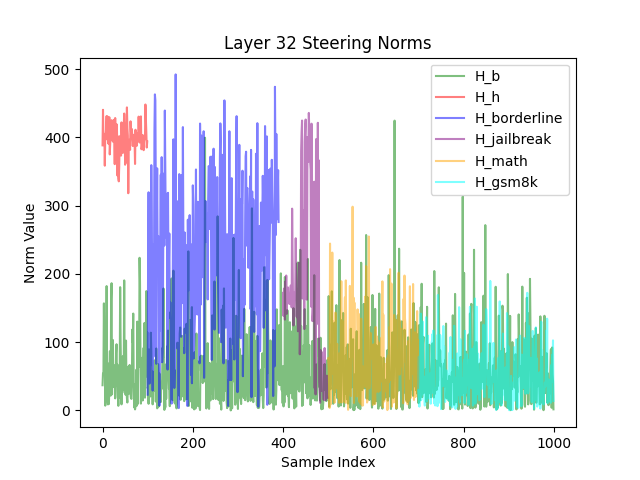 Layer 32 Steering Norms
500
400
300
200
100
0
Norm Value
0
200
400
600
800
1000
Sample Index
H_b
H_h
H_borderline
H_jailbreak
H_math
H_gsm8k